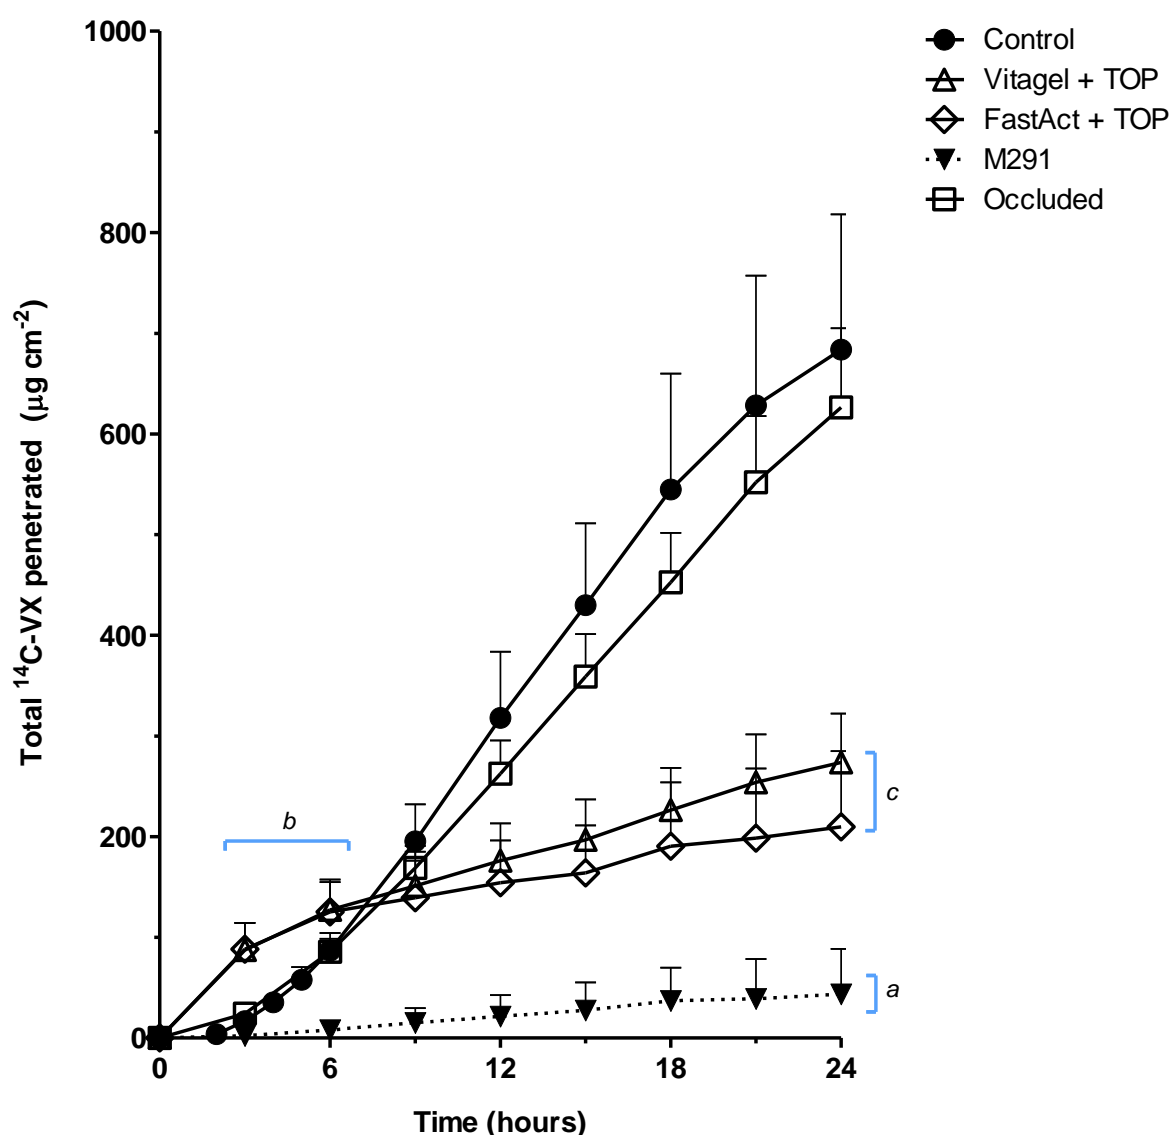 1000
800
600
400
200
0
0
6
12
18
24
Total ¹⁴C-VX penetrated (μg cm⁻²)
Time (hours)
Control
Vitagel + TOP
FastAct + TOP
M291
Occluded
b
c
a